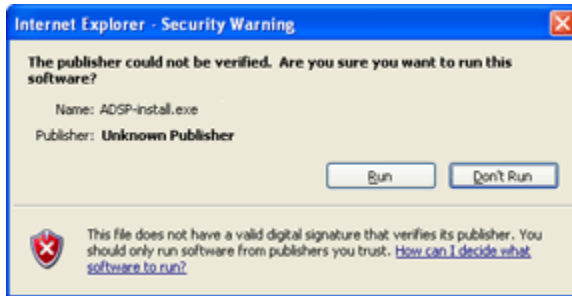 Internet Explorer - Security Warning
The publisher could not be verified. Are you sure you want to run this
software?
Name: ADSP-install.exe
Publisher: Unknown Publisher
Run Don't Run
This file does not have a valid digital signature that verifies its publisher. You
should only run software from publishers you trust. How can I decide what
software to run?